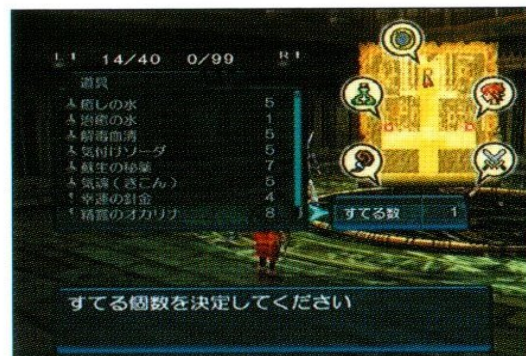 L1 14/40 0/99 R1
道具
癒しの水 5
治癒の水 1
解毒血清 5
気付けソーダ 5
蘇生の秘薬 7
気魂(きこん) 5
幸運の針金 4
精霊のオカリナ 8
すてる数 1
すてる個数を決定してください